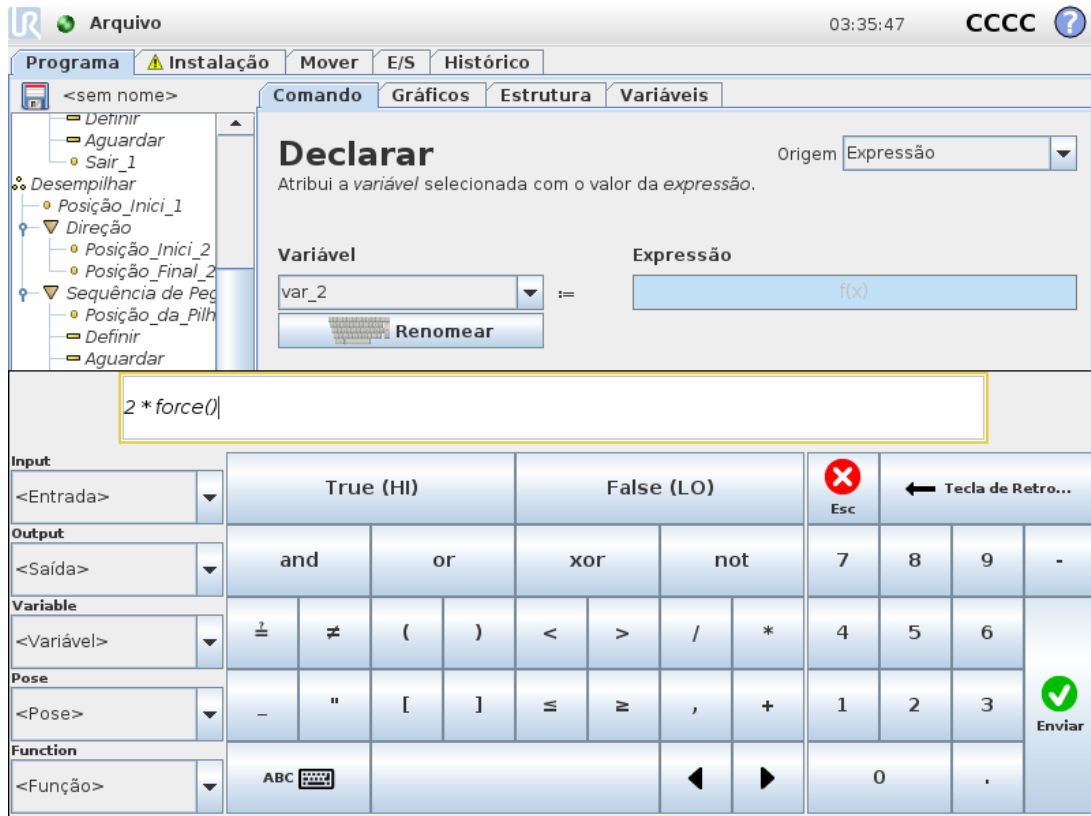 UR Arquivo 03:35:47 CCCC ?
Programa Instalação Mover E/S Histórico
<sem nome> Comando Gráficos Estrutura Variáveis
Definir
Aguardar
Sair_1
Desempilhar
Posição_Inici_1
Direção
Posição_Inici_2
Posição_Final_2
Sequência de Peg
Posição_da_Pilh
Definir
Aguardar
Declarar
Origem Expressão
Atribui a variável selecionada com o valor da expressão.
Variável Expressão
var_2 := f(x)
Renomear
2 * force()
Input
<Entrada> True (HI) False (LO) Esc Tecla de Retro...
Output
<Saída> and or xor not 7 8 9 -
Variable
<Variável> ≟ ≠ ( ) < > / * 4 5 6
Pose
<Pose> _ " [ ] ≤ ≥ , + 1 2 3 Enviar
Function
<Função> ABC 0 .